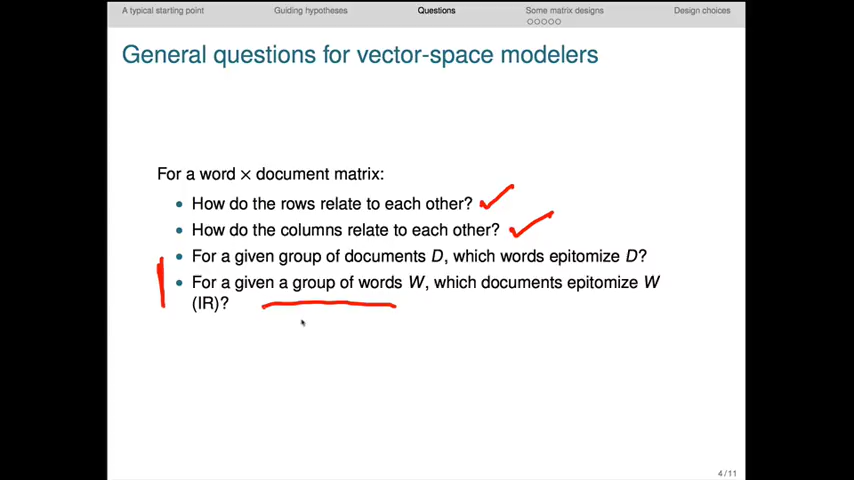 A typical starting point Guiding hypotheses Questions Some matrix designs Design choices
General questions for vector-space modelers
For a word × document matrix:
• How do the rows relate to each other?
• How do the columns relate to each other?
• For a given group of documents D, which words epitomize D?
• For a given a group of words W, which documents epitomize W
(IR)?
4 / 11